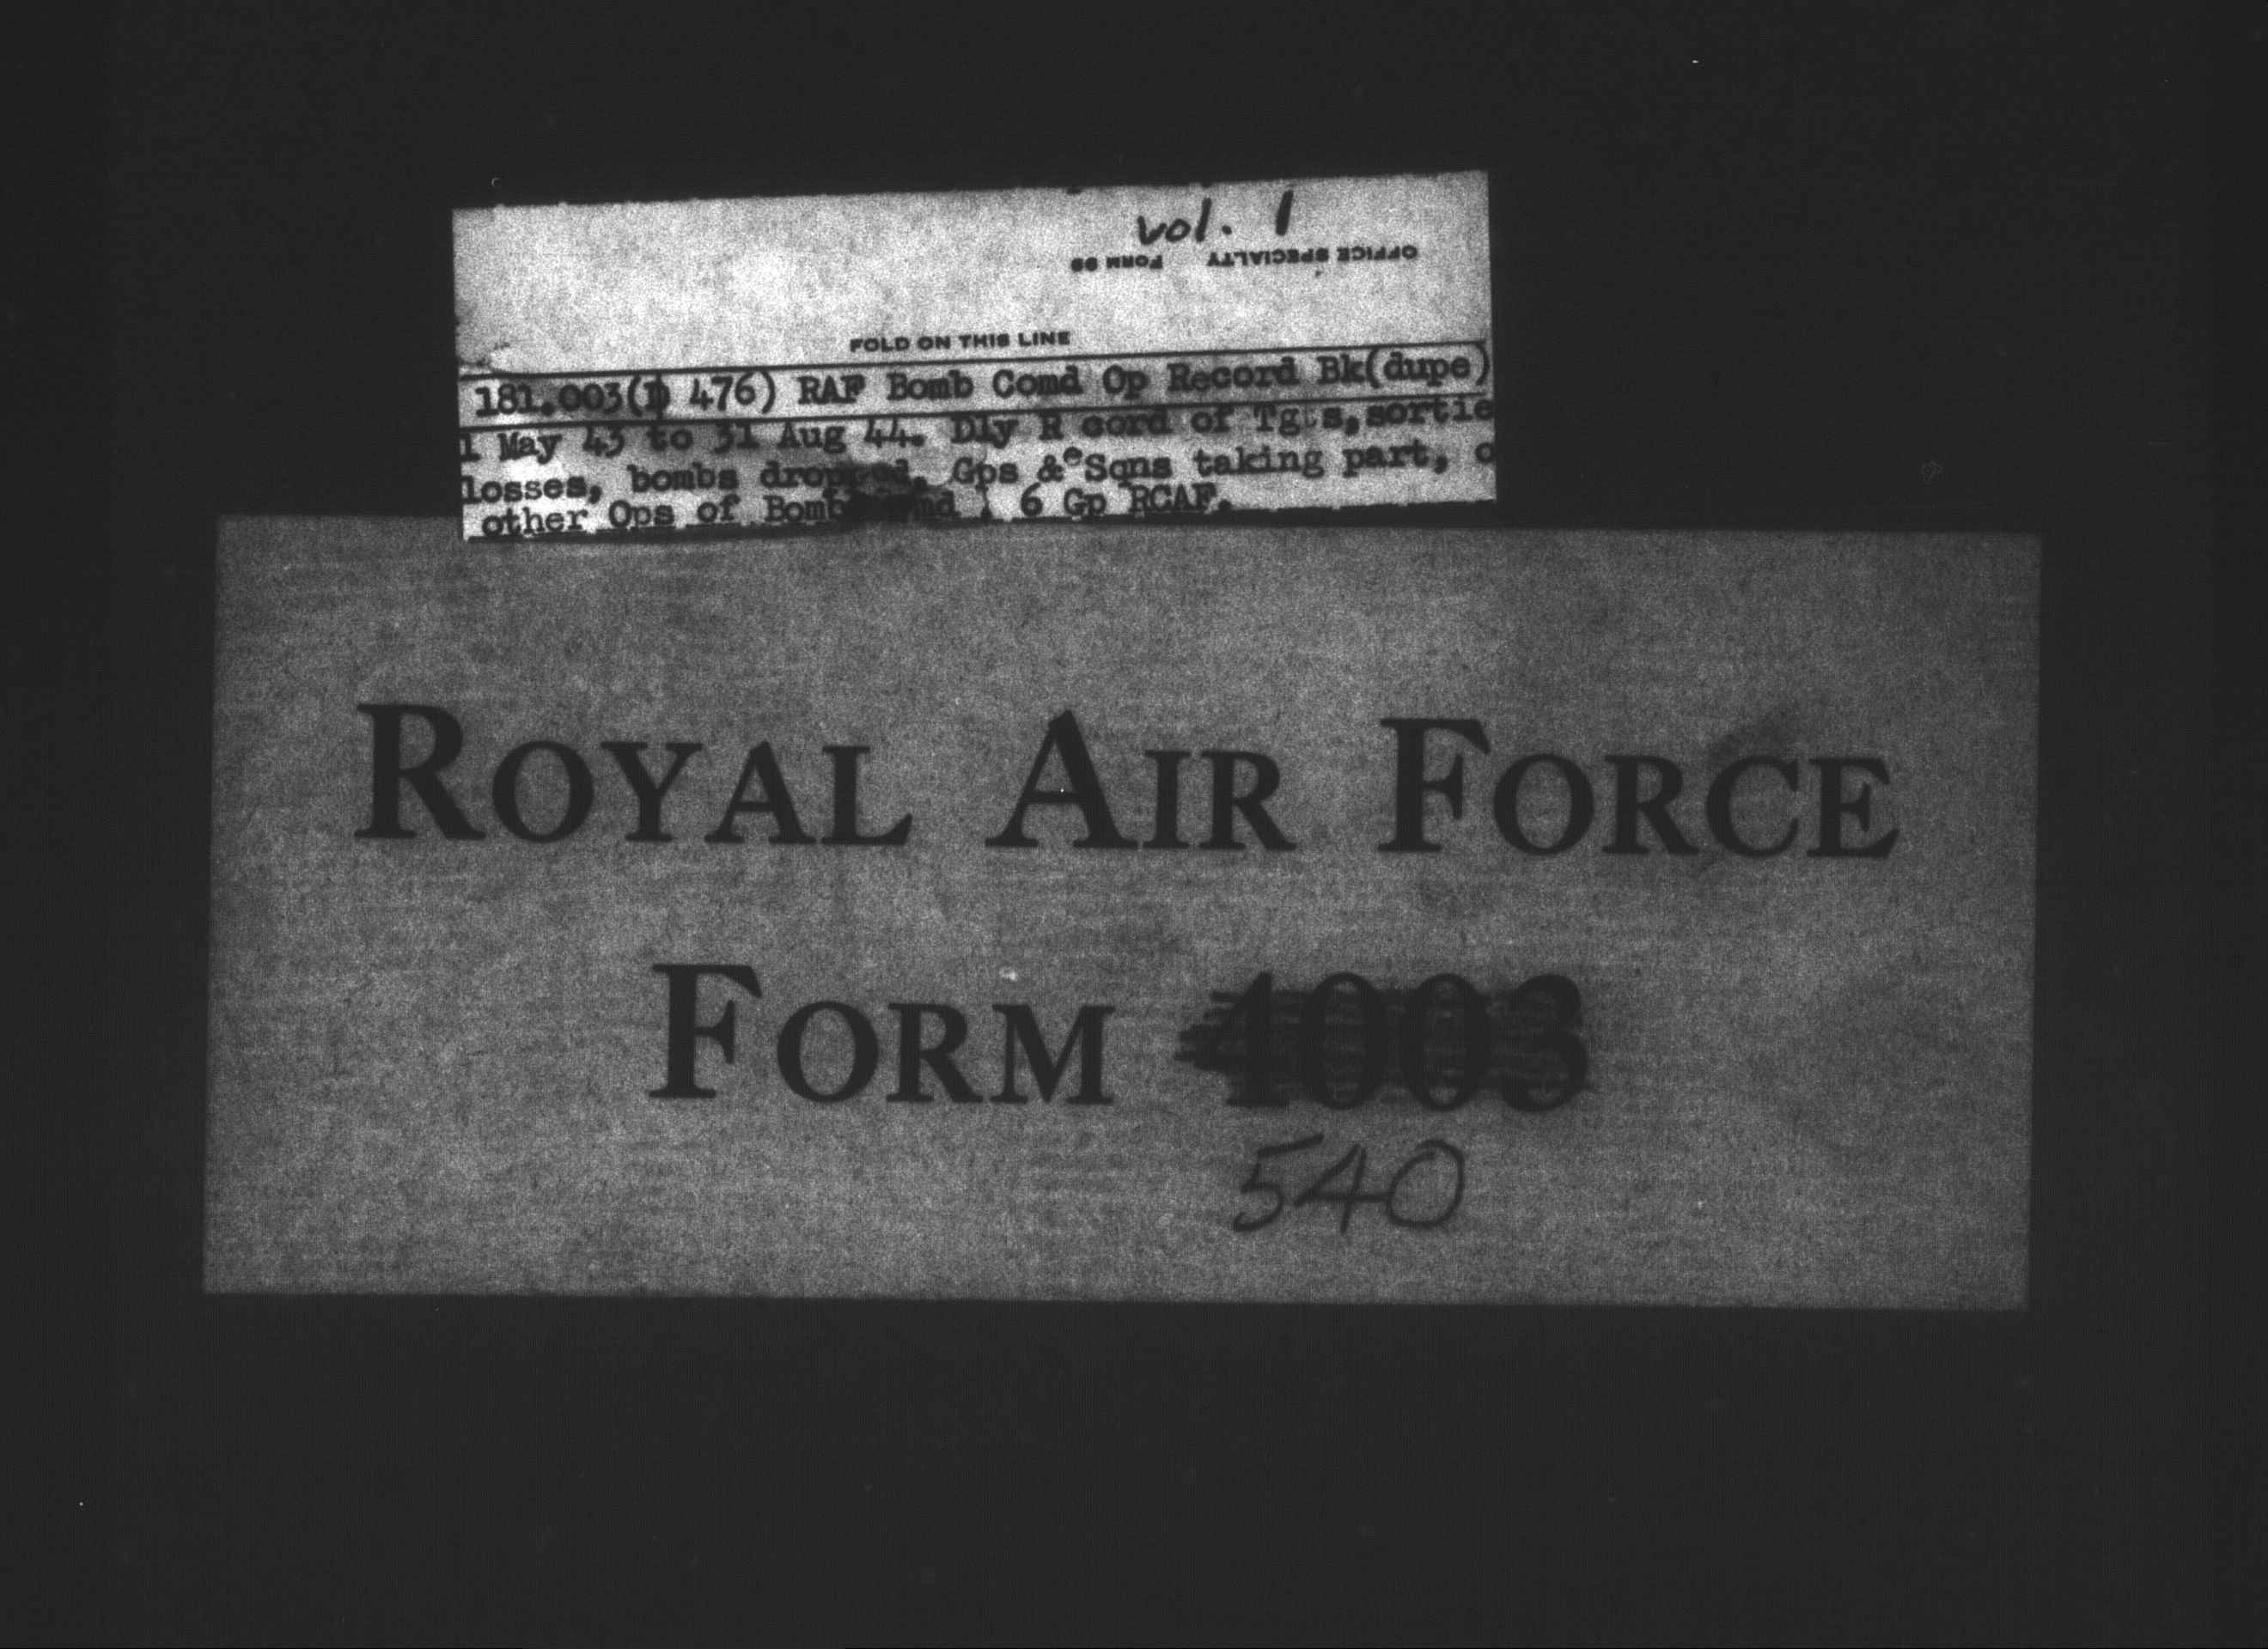 vol. 1
OFFICE SPECIALTY FORM 99
FOLD ON THIS LINE
181.003(D 476) RAF Bomb Comd Op Record Bk(dupe)
1 May 43 to 31 Aug 44. Dly R cord of Tgts, sortie
losses, bombs dropped, Gps & e Sqns taking part, o
other Ops of Bomb 6 Gp RCAF.
ROYAL AIR FORCE
FORM 4003
540